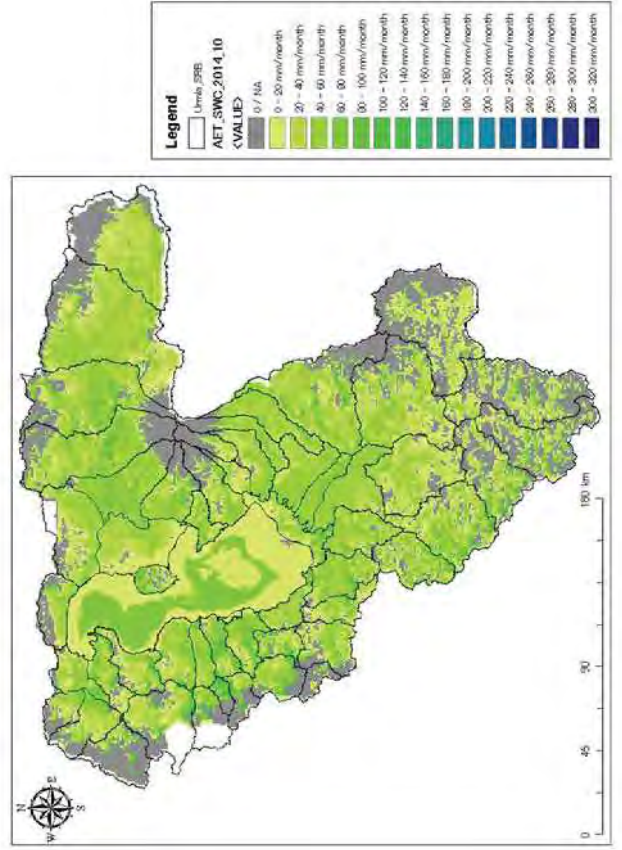 N
W
E
S
Legend
Urmia_SRB
AET_SWC_2014_10
<VALUE>
0 / NA
0 - 20 mm/month
20 - 40 mm/month
40 - 60 mm/month
60 - 80 mm/month
80 - 100 mm/month
100 - 120 mm/month
120 - 140 mm/month
140 - 160 mm/month
160 - 180 mm/month
180 - 200 mm/month
200 - 220 mm/month
220 - 240 mm/month
240 - 260 mm/month
260 - 280 mm/month
280 - 300 mm/month
300 - 320 mm/month
0 45 90 180 km